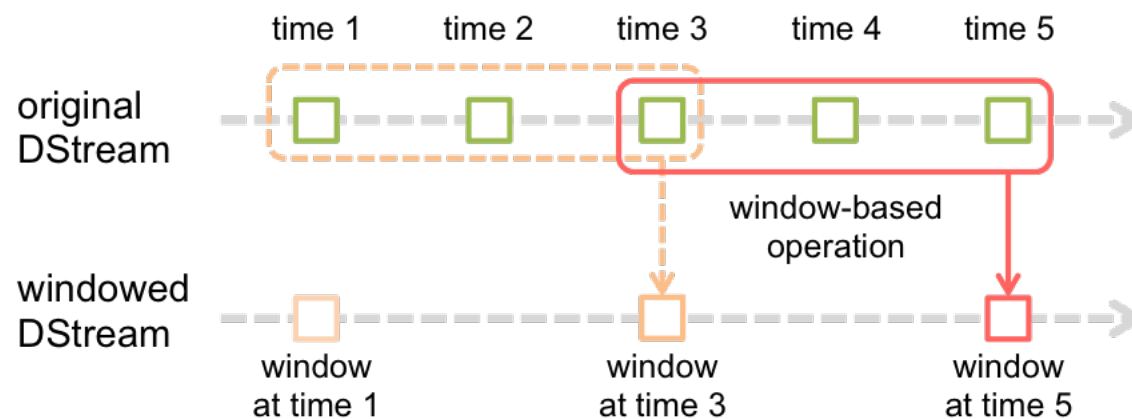 time 1 time 2 time 3 time 4 time 5
original
DStream
window-based
operation
windowed
DStream
window
at time 1
window
at time 3
window
at time 5